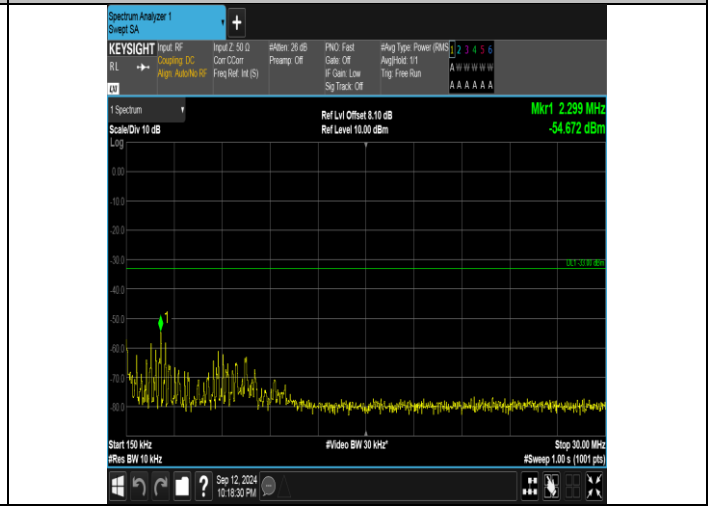 Spectrum Analyzer 1
Swept SA
+
KEYSIGHT Input: RF Input Z: 50 Ω #Atten: 26 dB PNO: Fast #Avg Type: Power (RMS 1 2 3 4 5 6
RL Coupling: DC Corr CCorr Preamp: Off Gate: Off Avg|Hold: 1/1 A W W W W W
Align: Auto/No RF Freq Ref: Int (S) IF Gain: Low Trig: Free Run
LXI Sig Track: Off A A A A A A
1 Spectrum Ref Lvl Offset 8.10 dB Mkr1 2.299 MHz
Scale/Div 10 dB Ref Level 10.00 dBm -54.672 dBm
Log
0.00
-10.0
-20.0
-30.0
DL1 -33.00 dBm
-40.0
-50.0
1
-60.0
-70.0
-80.0
Start 150 kHz #Video BW 30 kHz* Stop 30.00 MHz
#Res BW 10 kHz #Sweep 1.00 s (1001 pts)
? Sep 12, 2024
10:18:30 PM